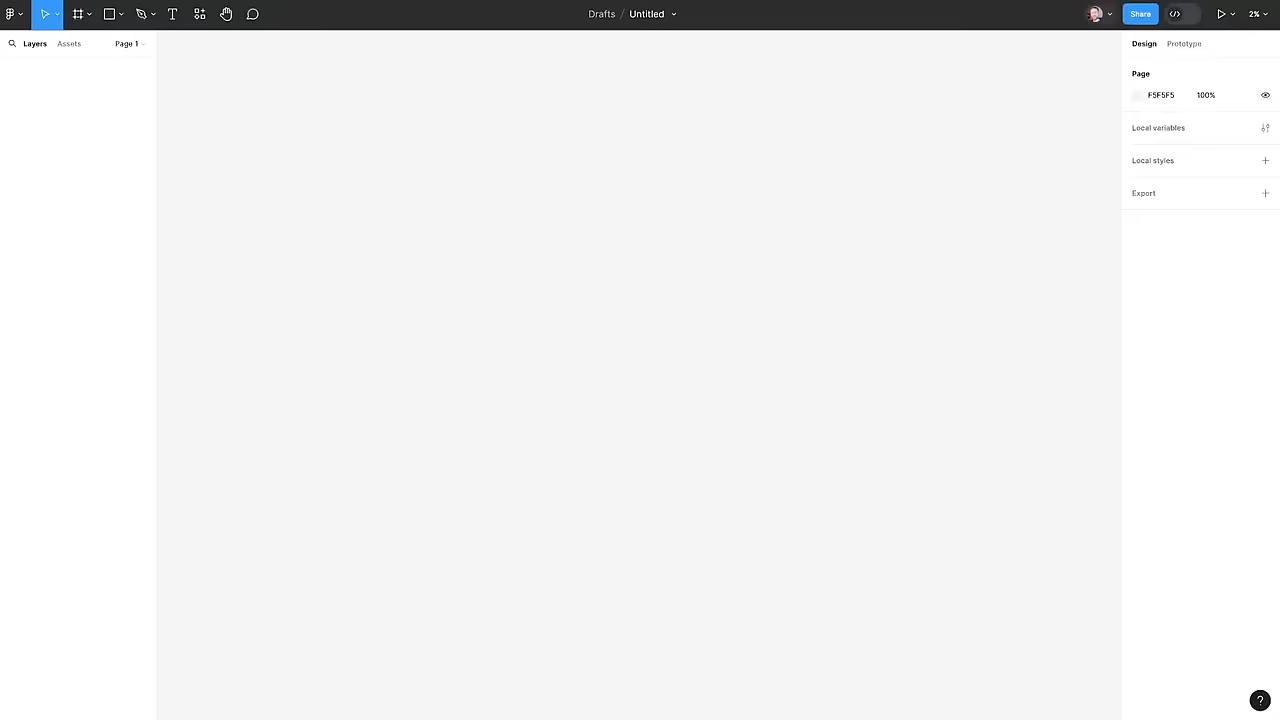 Drafts / Untitled
Share
2%
Layers Assets Page 1
Design Prototype
Page
F5F5F5 100%
Local variables
Local styles
Export
?